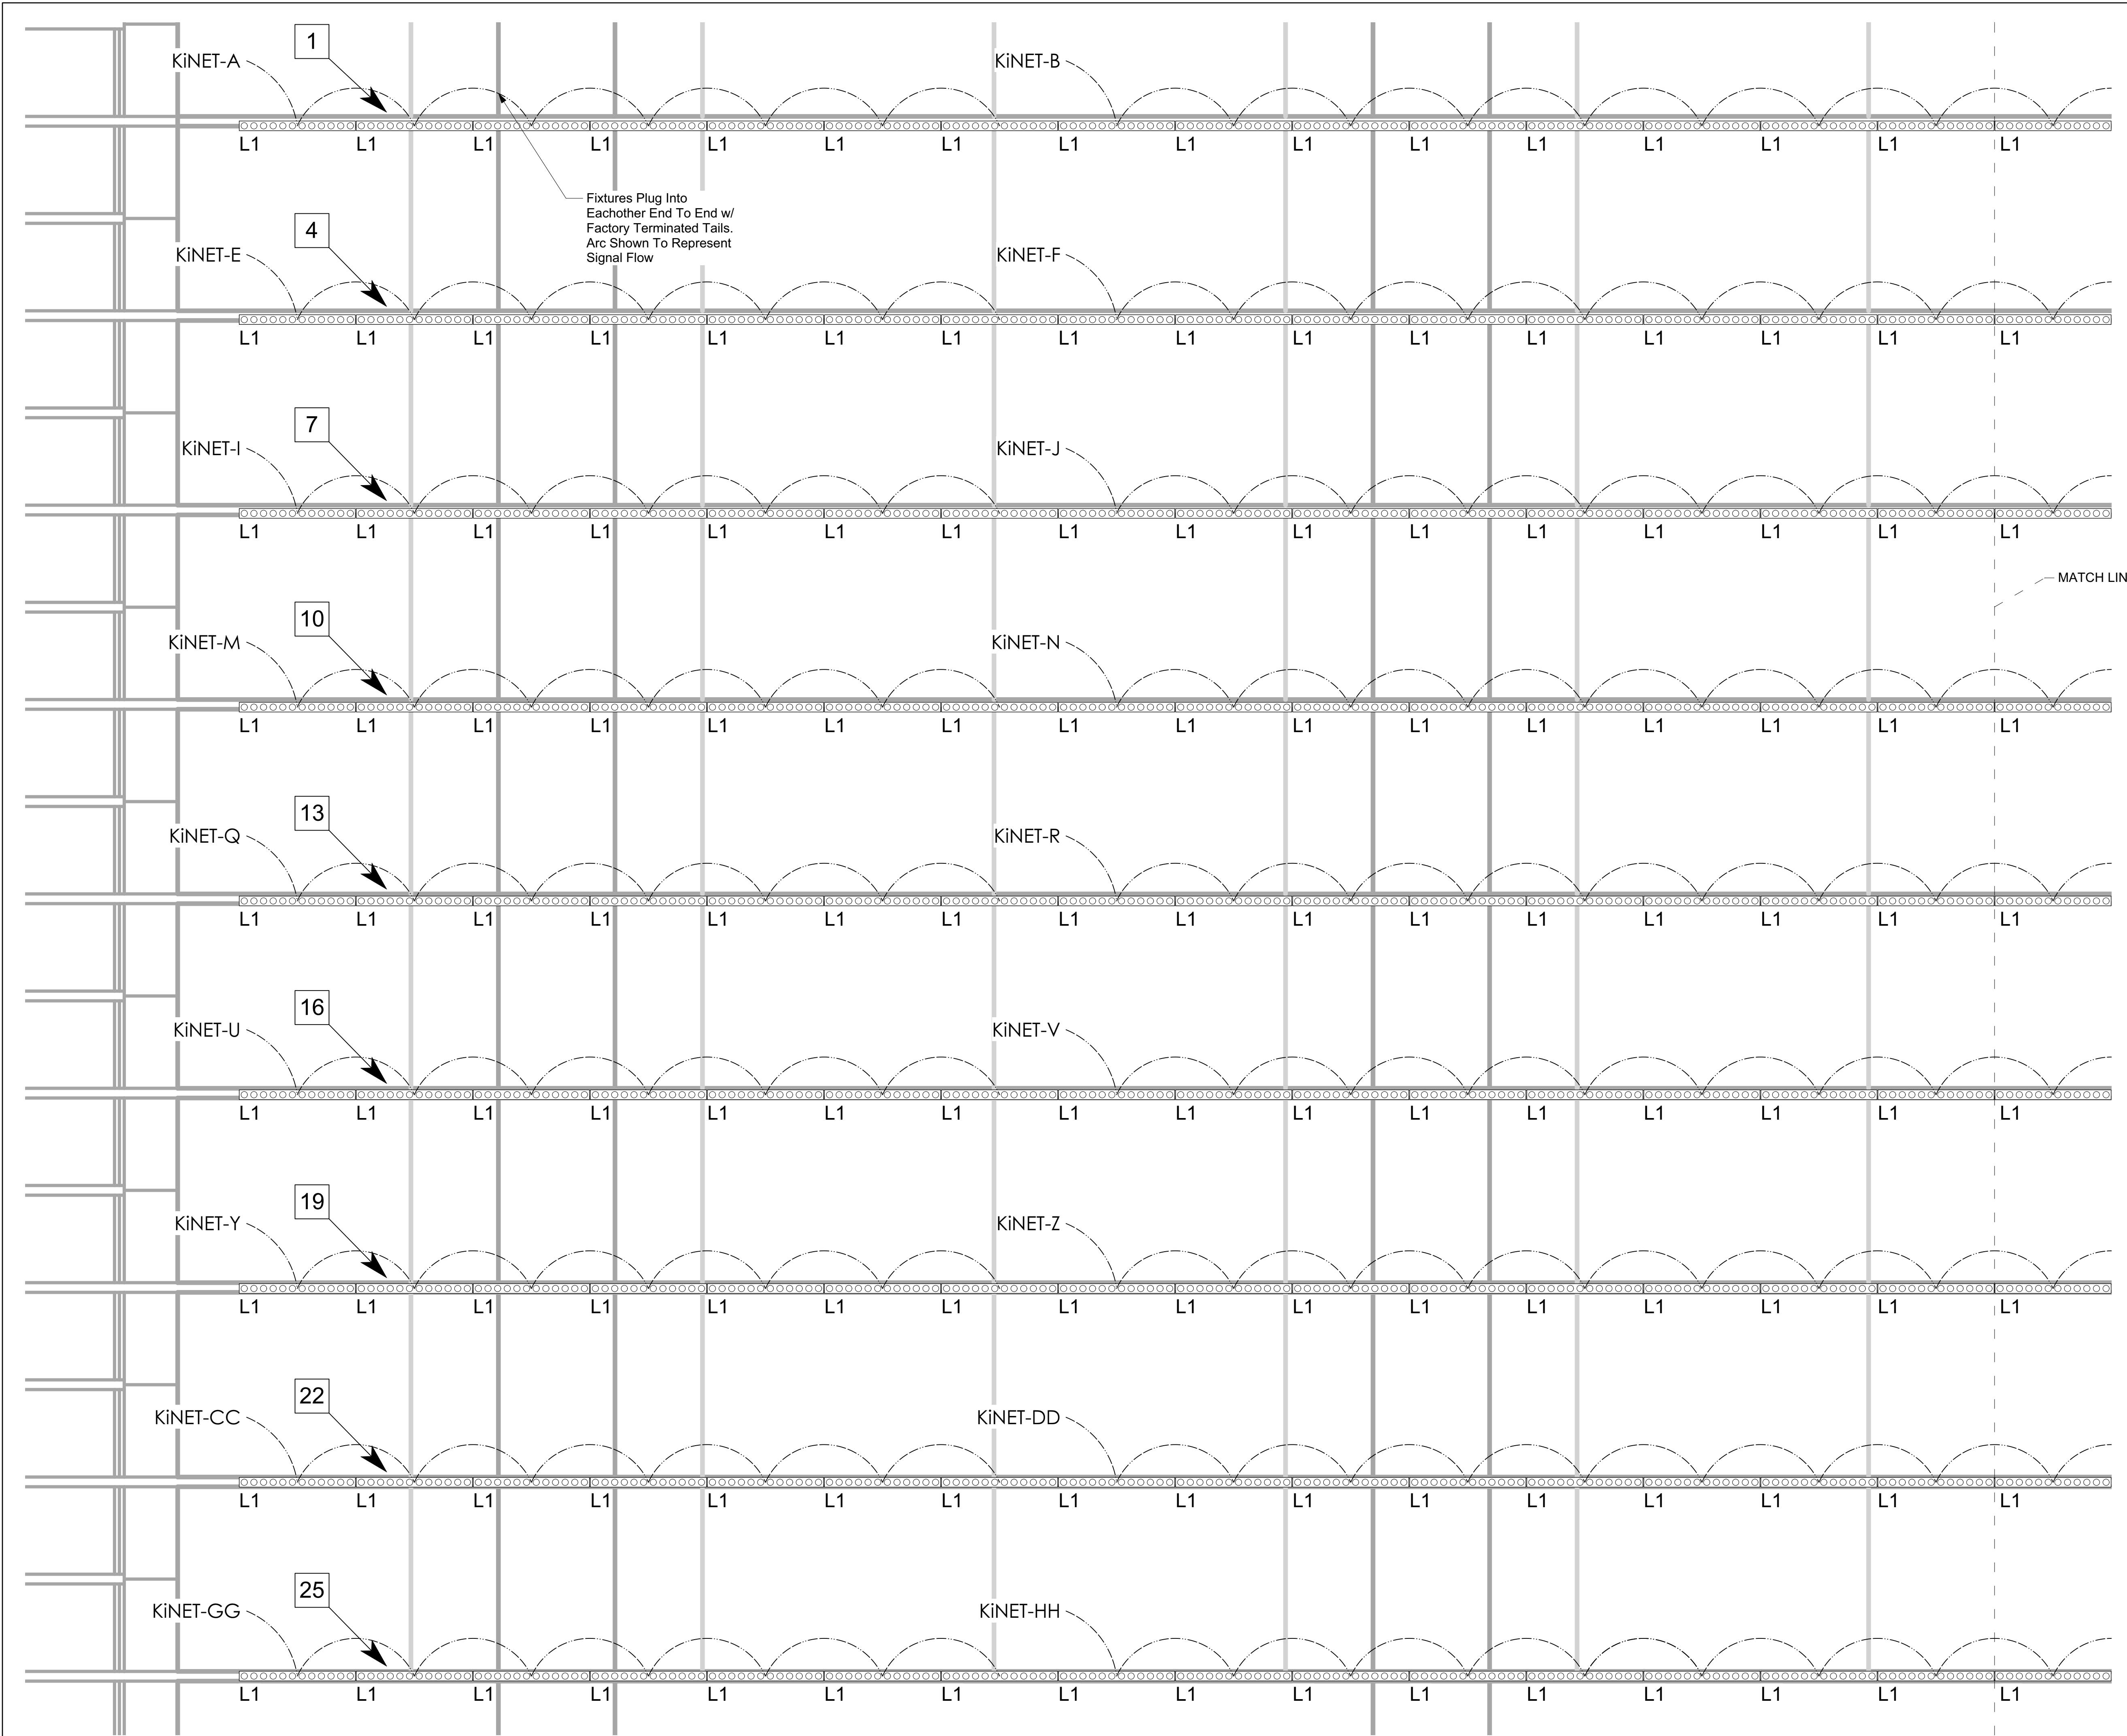 KiNET-A 1 KiNET-B
L1 L1 L1 L1 L1 L1 L1 L1 L1 L1 L1 L1 L1 L1 L1 L1
Fixtures Plug Into
Eachother End To End w/
Factory Terminated Tails.
Arc Shown To Represent
Signal Flow
KiNET-E 4 KiNET-F
L1 L1 L1 L1 L1 L1 L1 L1 L1 L1 L1 L1 L1 L1 L1 L1
KiNET-I 7 KiNET-J
L1 L1 L1 L1 L1 L1 L1 L1 L1 L1 L1 L1 L1 L1 L1 L1
MATCH LIN
KiNET-M 10 KiNET-N
L1 L1 L1 L1 L1 L1 L1 L1 L1 L1 L1 L1 L1 L1 L1 L1
KiNET-Q 13 KiNET-R
L1 L1 L1 L1 L1 L1 L1 L1 L1 L1 L1 L1 L1 L1 L1 L1
KiNET-U 16 KiNET-V
L1 L1 L1 L1 L1 L1 L1 L1 L1 L1 L1 L1 L1 L1 L1 L1
KiNET-Y 19 KiNET-Z
L1 L1 L1 L1 L1 L1 L1 L1 L1 L1 L1 L1 L1 L1 L1 L1
KiNET-CC 22 KiNET-DD
L1 L1 L1 L1 L1 L1 L1 L1 L1 L1 L1 L1 L1 L1 L1 L1
KiNET-GG 25 KiNET-HH
L1 L1 L1 L1 L1 L1 L1 L1 L1 L1 L1 L1 L1 L1 L1 L1